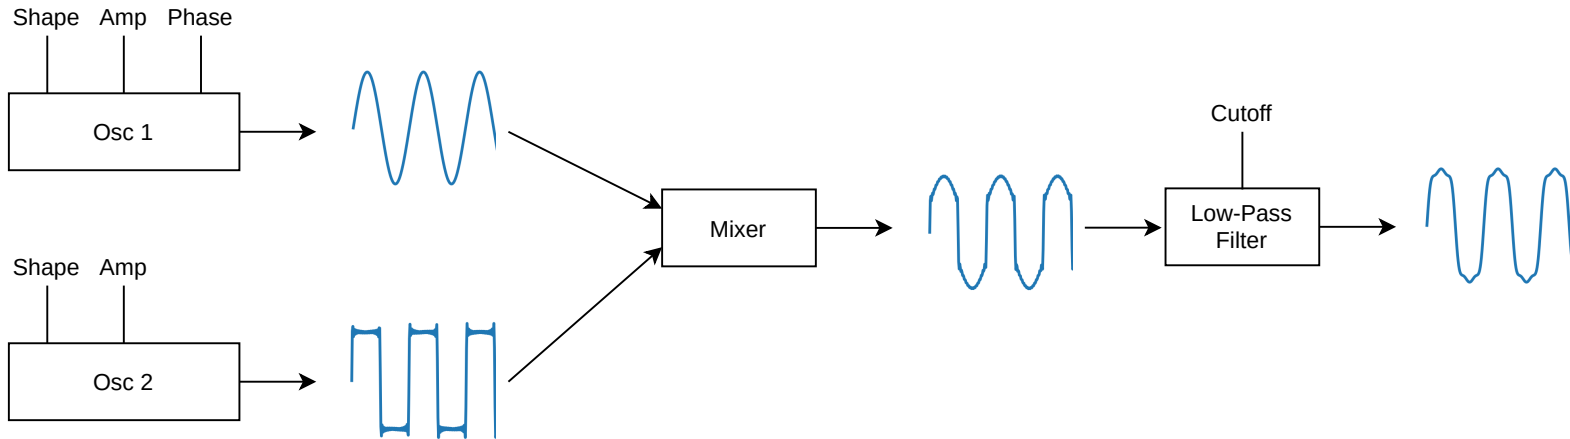 Shape Amp Phase
Osc 1
Cutoff
Mixer
Low-Pass
Filter
Shape Amp
Osc 2